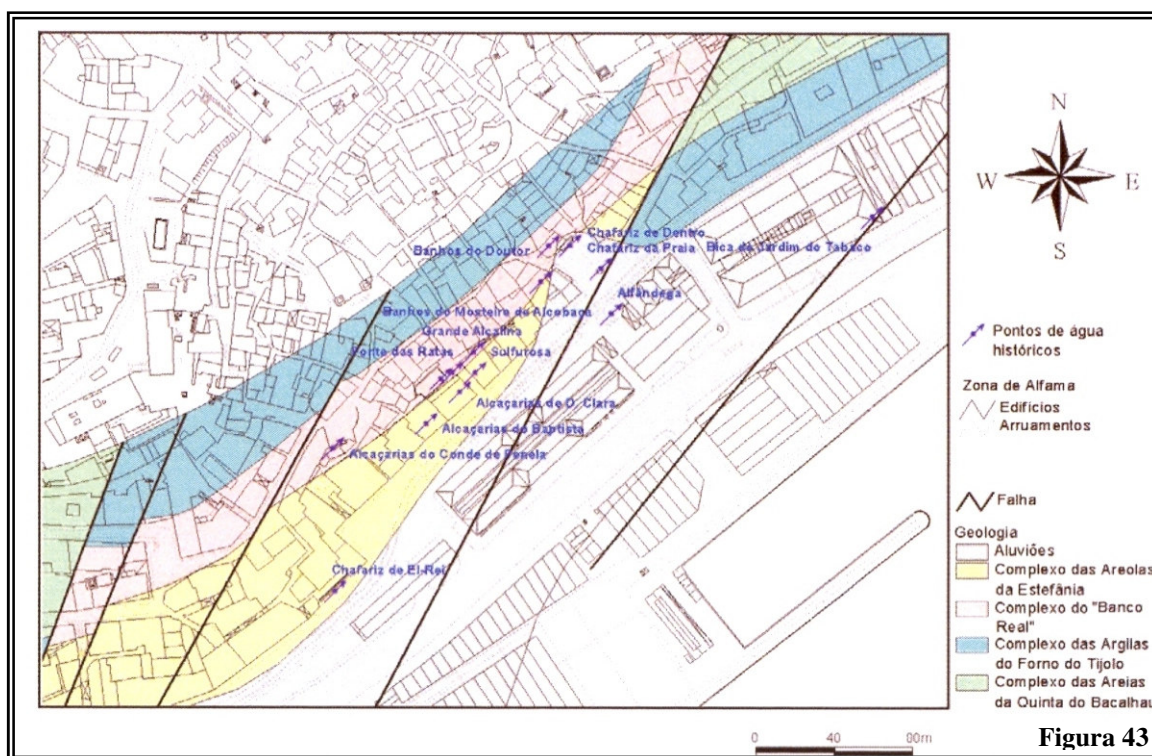 Chafariz de Dentro
Banhos do Doutor
Chafariz da Praia
Bica do Jardim do Tabaco
Alfândega
Banhos do Mosteiro de Alcobaça
Grande Alcalina
Fonte das Ratas
Sulfurosa
Alcaçarias de D. Clara
Alcaçarias do Baptista
Alcaçarias do Conde de Penela
Chafariz de El-Rei
N
W
E
S
Pontos de água
históricos
Zona de Alfama
Edifícios
Arruamentos
Falha
Geologia
Aluviões
Complexo das Areolas
da Estefânia
Complexo do "Banco
Real"
Complexo das Argilas
do Forno do Tijolo
Complexo das Areias
da Quinta do Bacalhau
0 40 80m
Figura 43